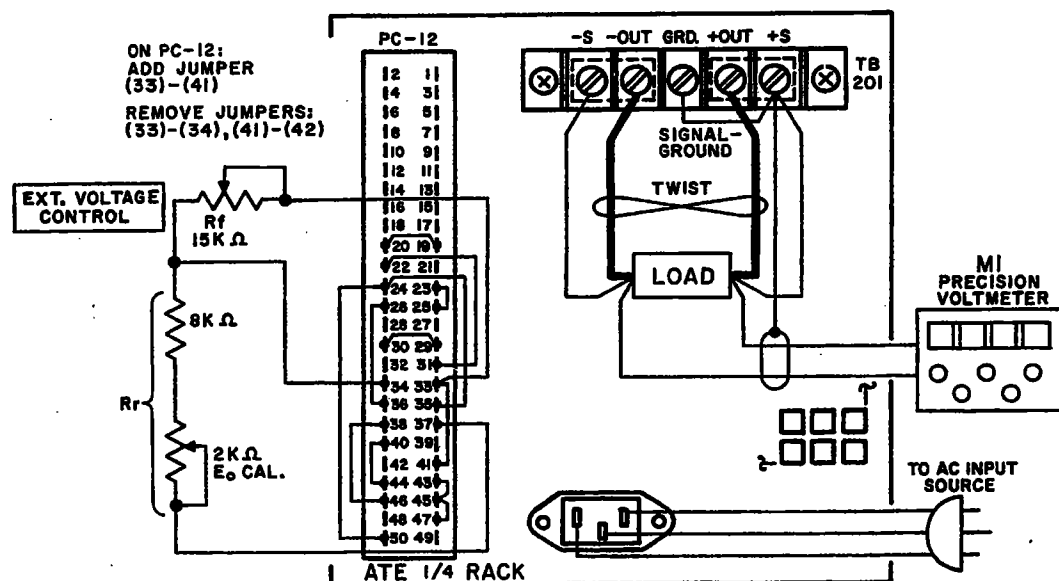 ON PC-12:
ADD JUMPER
(33)-(41)
REMOVE JUMPERS:
(33)-(34),(41)-(42)
EXT. VOLTAGE
CONTROL
Rf
15K Ω
8K Ω
Rr
2K Ω
Eo CAL.
PC-12
2 1
4 3
6 5
8 7
10 9
12 11
14 13
16 15
18 17
20 19
22 21
24 23
26 25
28 27
30 29
32 31
34 33
36 35
38 37
40 39
42 41
44 43
46 45
48 47
50 49
ATE 1/4 RACK
-S -OUT GRD. +OUT +S
TB
201
SIGNAL-
GROUND
TWIST
LOAD
M1
PRECISION
VOLTMETER
TO AC INPUT
SOURCE